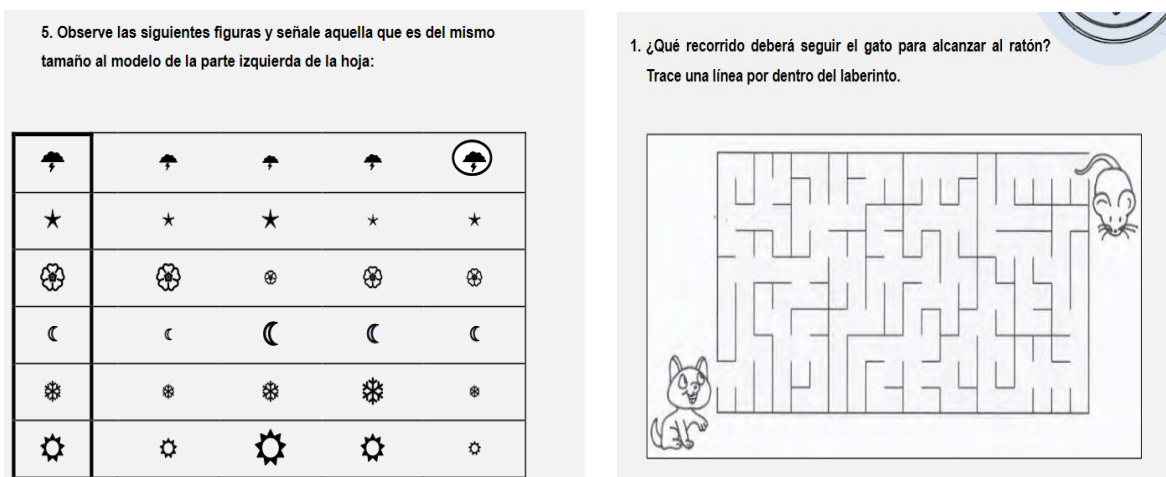 5. Observe las siguientes figuras y señale aquella que es del mismo
tamaño al modelo de la parte izquierda de la hoja:
1. ¿Qué recorrido deberá seguir el gato para alcanzar al ratón?
Trace una línea por dentro del laberinto.